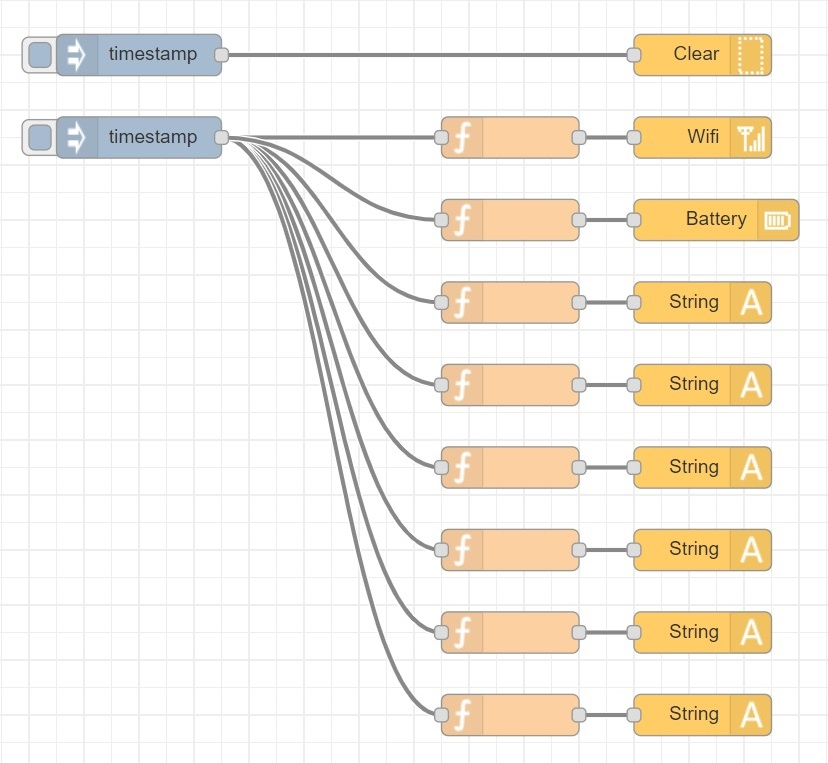 timestamp
Clear
timestamp
Wifi
Battery
String
String
String
String
String
String